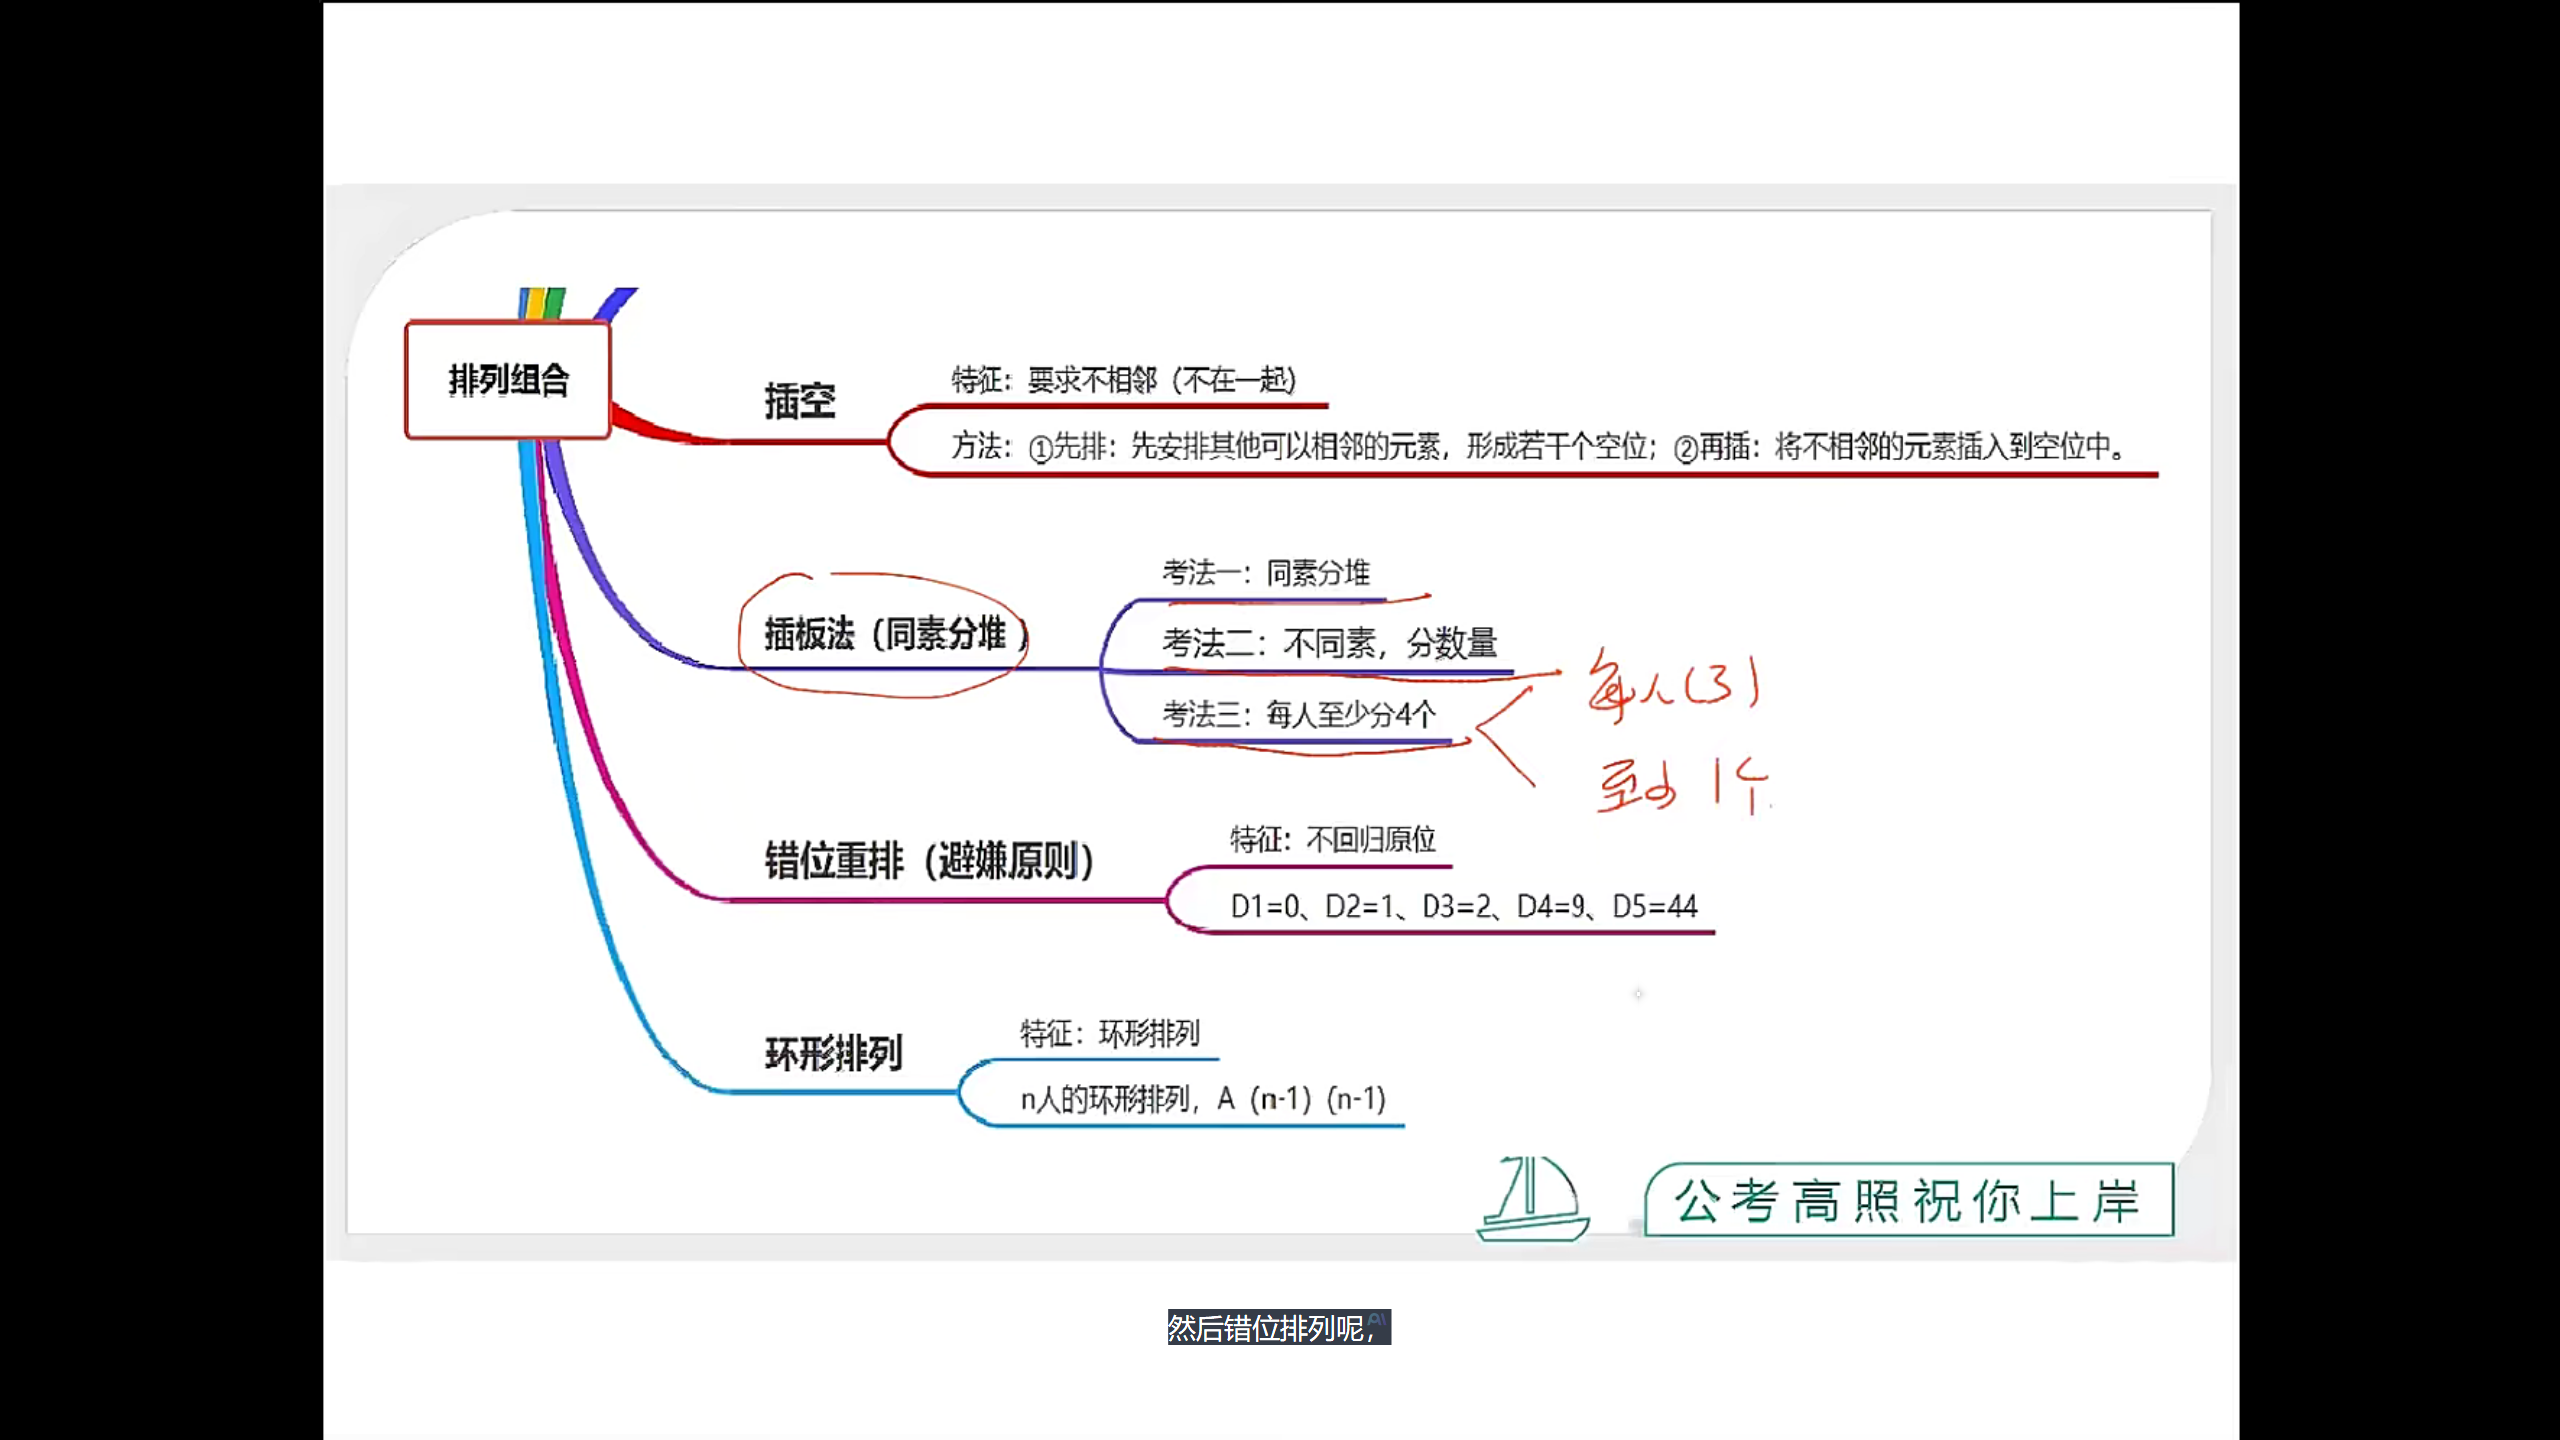 排列组合
插空
特征：要求不相邻（不在一起）
方法：①先排：先安排其他可以相邻的元素，形成若干个空位；②再插：将不相邻的元素插入到空位中。
插板法（同素分堆）
考法一：同素分堆
考法二：不同素，分数量
考法三：每人至少分4个
每人(3)
至少1个
错位重排（避嫌原则）
特征：不回归原位
D1=0、D2=1、D3=2、D4=9、D5=44
环形排列
特征：环形排列
n人的环形排列，A（n-1）(n-1)
公考高照祝你上岸
然后错位排列呢，AI